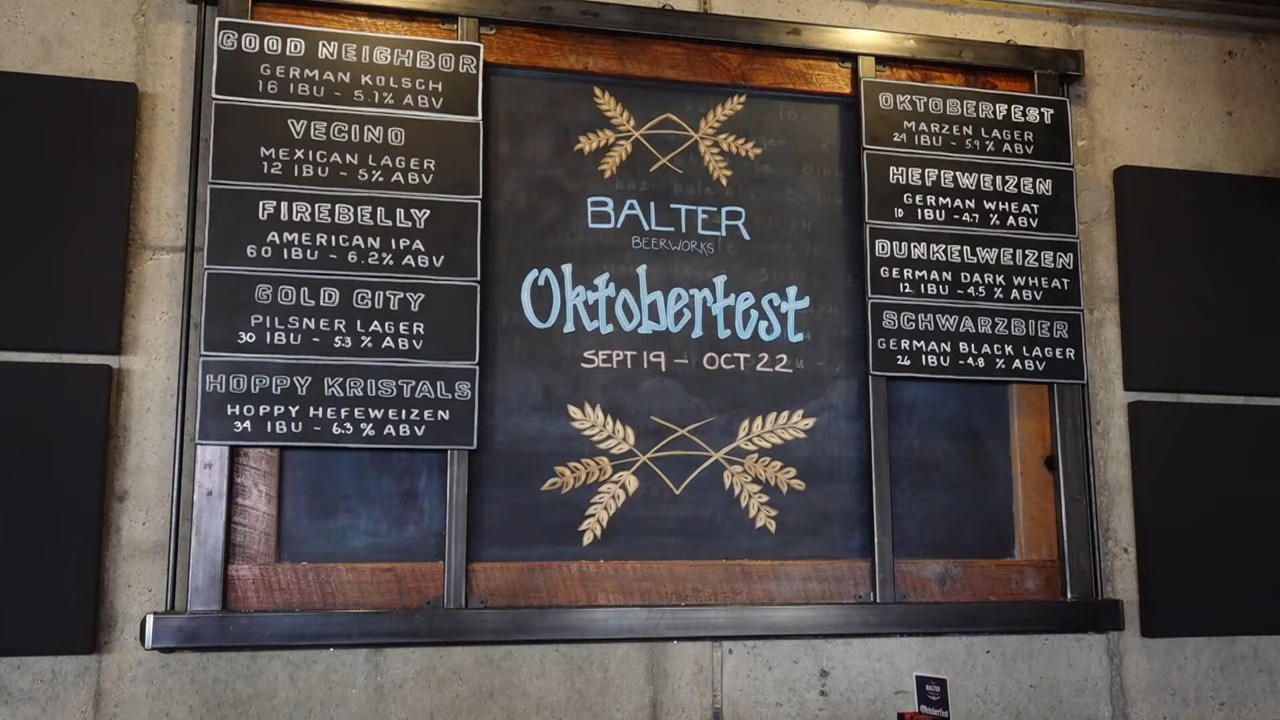 GOOD NEIGHBOR
GERMAN KOLSCH
16 IBU - 5.1% ABV
VECINO
MEXICAN LAGER
12 IBU - 5% ABV
FIREBELLY
AMERICAN IPA
60 IBU - 6.2% ABV
GOLD CITY
PILSNER LAGER
30 IBU - 5.3 % ABV
HOPPY KRISTALS
HOPPY HEFEWEIZEN
34 IBU - 6.3 % ABV
BALTER
BEERWORKS
Oktoberfest
SEPT 19 - OCT 22
OKTOBERFEST
MARZEN LAGER
24 IBU - 5.9 % ABV
HEFEWEIZEN
GERMAN WHEAT
10 IBU - 4.7 % ABV
DUNKELWEIZEN
GERMAN DARK WHEAT
12 IBU - 4.5 % ABV
SCHWARZBIER
GERMAN BLACK LAGER
26 IBU - 4.8 % ABV
BALTER
Oktoberfest